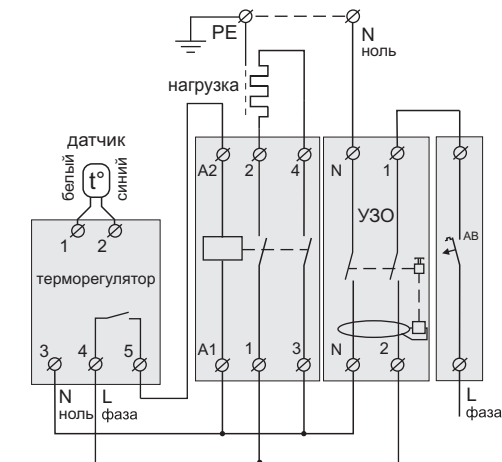 PE
N
ноль
нагрузка
датчик
белый
t°
синий
A2 2 4 N 1
УЗО
AB
1 2
терморегулятор
3 4 5
A1 1 3 N 2
N
ноль
L
фаза
L
фаза